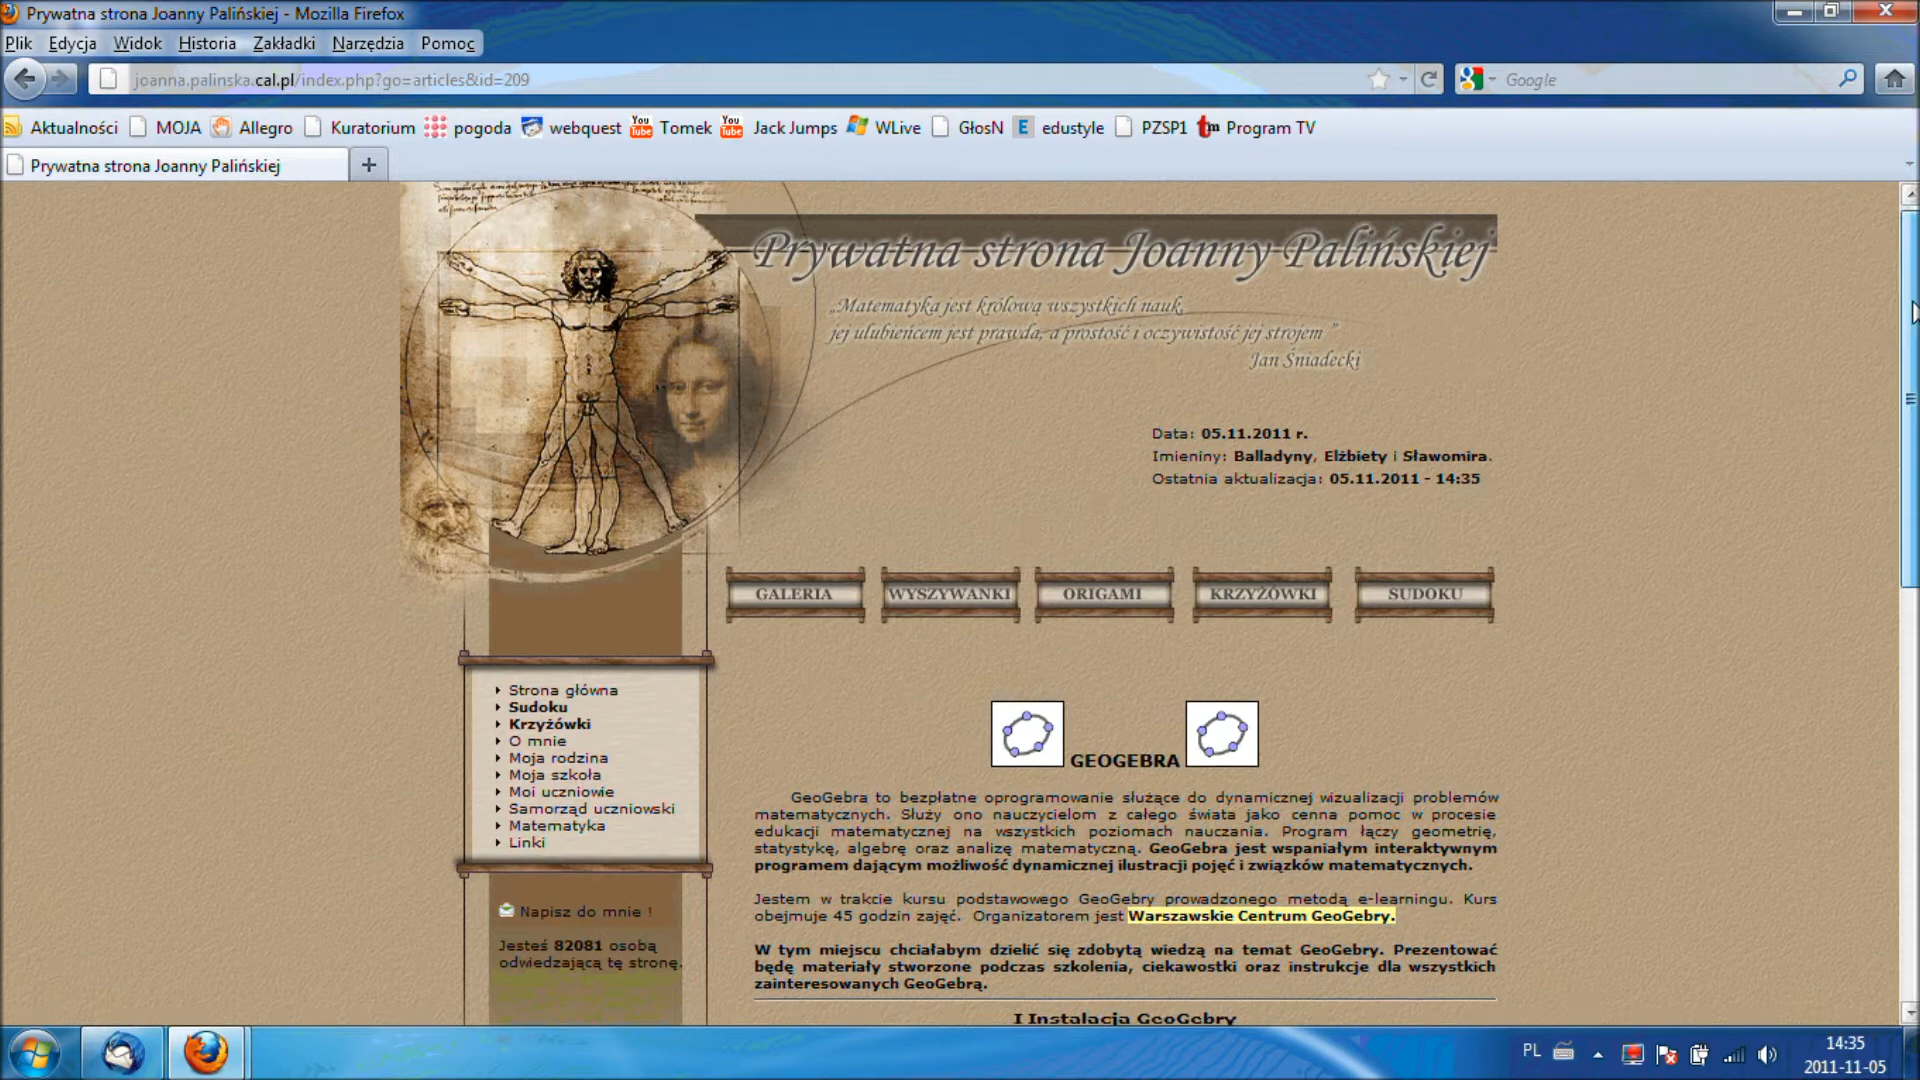 Prywatna strona Joanny Palińskiej - Mozilla Firefox
Plik Edycja Widok Historia Zakładki Narzędzia Pomoc
joanna.palinska.cal.pl/index.php?go=articles&id=209
Google
Aktualności MOJA Allegro Kuratorium pogoda webquest You Tube Tomek You Tube Jack Jumps WLive GłosN E edustyle PZSP1 tm Program TV
Prywatna strona Joanny Palińskiej
Prywatna strona Joanny Palińskiej
„Matematyka jest królową wszystkich nauk,
jej ulubieńcem jest prawda, a prostość i oczywistość jej strojem ”
Jan Śniadecki
Data: 05.11.2011 r.
Imieniny: Balladyny, Elżbiety i Sławomira.
Ostatnia aktualizacja: 05.11.2011 - 14:35
GALERIA WYSZYWANKI ORIGAMI KRZYŻÓWKI SUDOKU
Strona główna
Sudoku
Krzyżówki
O mnie
Moja rodzina
Moja szkoła
Moi uczniowie
Samorząd uczniowski
Matematyka
Linki
Napisz do mnie !
Jesteś 82081 osobą
odwiedzającą tę stronę.
GEOGEBRA
GeoGebra to bezpłatne oprogramowanie służące do dynamicznej wizualizacji problemów
matematycznych. Służy ono nauczycielom z całego świata jako cenna pomoc w procesie
edukacji matematycznej na wszystkich poziomach nauczania. Program łączy geometrię,
statystykę, algebrę oraz analizę matematyczną. GeoGebra jest wspaniałym interaktywnym
programem dającym możliwość dynamicznej ilustracji pojęć i związków matematycznych.
Jestem w trakcie kursu podstawowego GeoGebry prowadzonego metodą e-learningu. Kurs
obejmuje 45 godzin zajęć. Organizatorem jest Warszawskie Centrum GeoGebry.
W tym miejscu chciałabym dzielić się zdobytą wiedzą na temat GeoGebry. Prezentować
będę materiały stworzone podczas szkolenia, ciekawostki oraz instrukcje dla wszystkich
zainteresowanych GeoGebrą.
I Instalacja GeoGebry
PL
14:35
2011-11-05